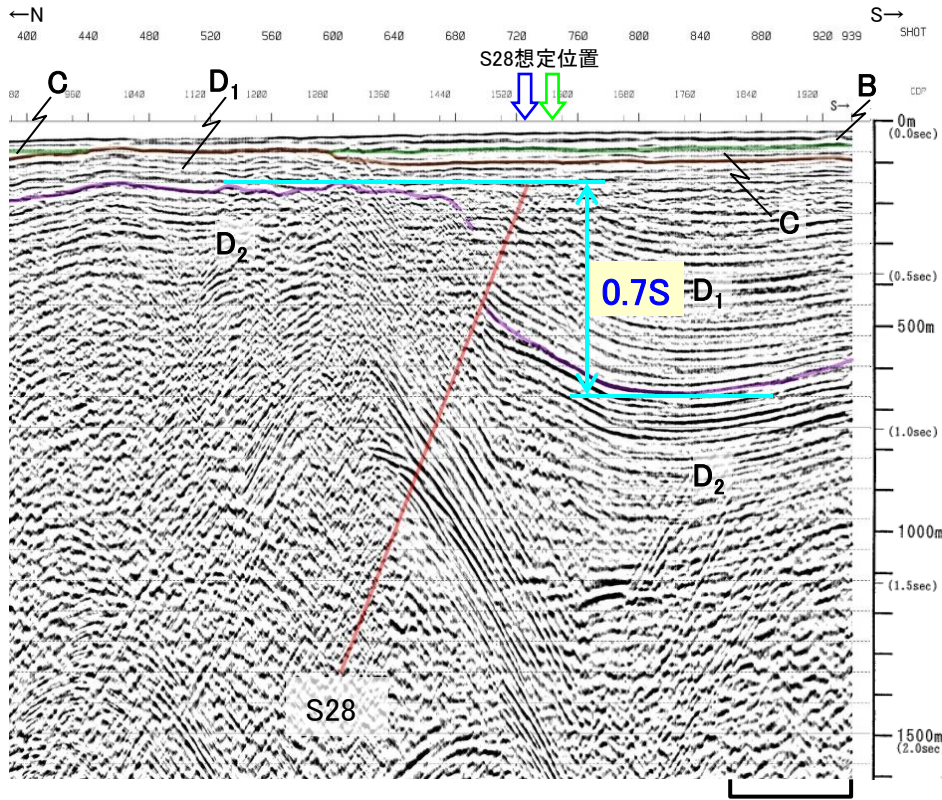 ←N S→
400 440 480 520 560 600 640 680 720 760 800 840 880 920 939 SHOT
S28想定位置
C D₁ B
80 960 1040 1120 1200 1280 1360 1440 1520 1600 1680 1760 1840 1920 CDP
S→
0m
(0.0sec)
C
D₂
(0.5sec)
0.7S D₁
500m
(1.0sec)
D₂
1000m
(1.5sec)
S28
1500m
(2.0sec